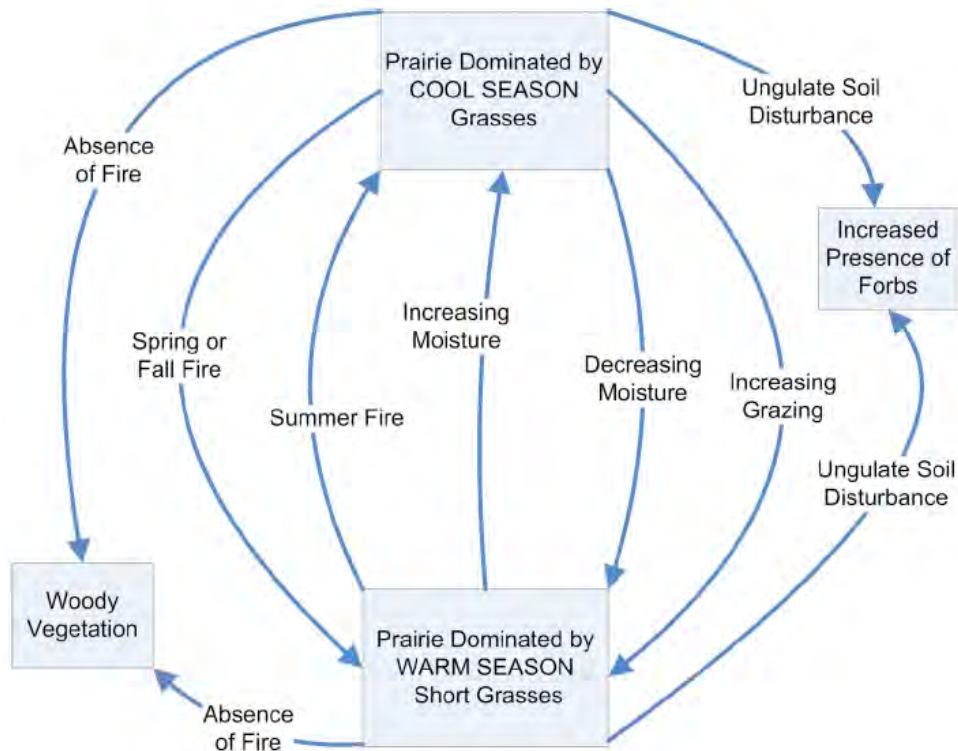 Prairie Dominated by
COOL SEASON
Grasses
Ungulate Soil
Disturbance
Absence
of Fire
Increased
Presence of
Forbs
Increasing
Moisture
Spring or
Fall Fire
Decreasing
Moisture
Increasing
Grazing
Summer Fire
Ungulate Soil
Disturbance
Woody
Vegetation
Prairie Dominated by
WARM SEASON
Short Grasses
Absence
of Fire